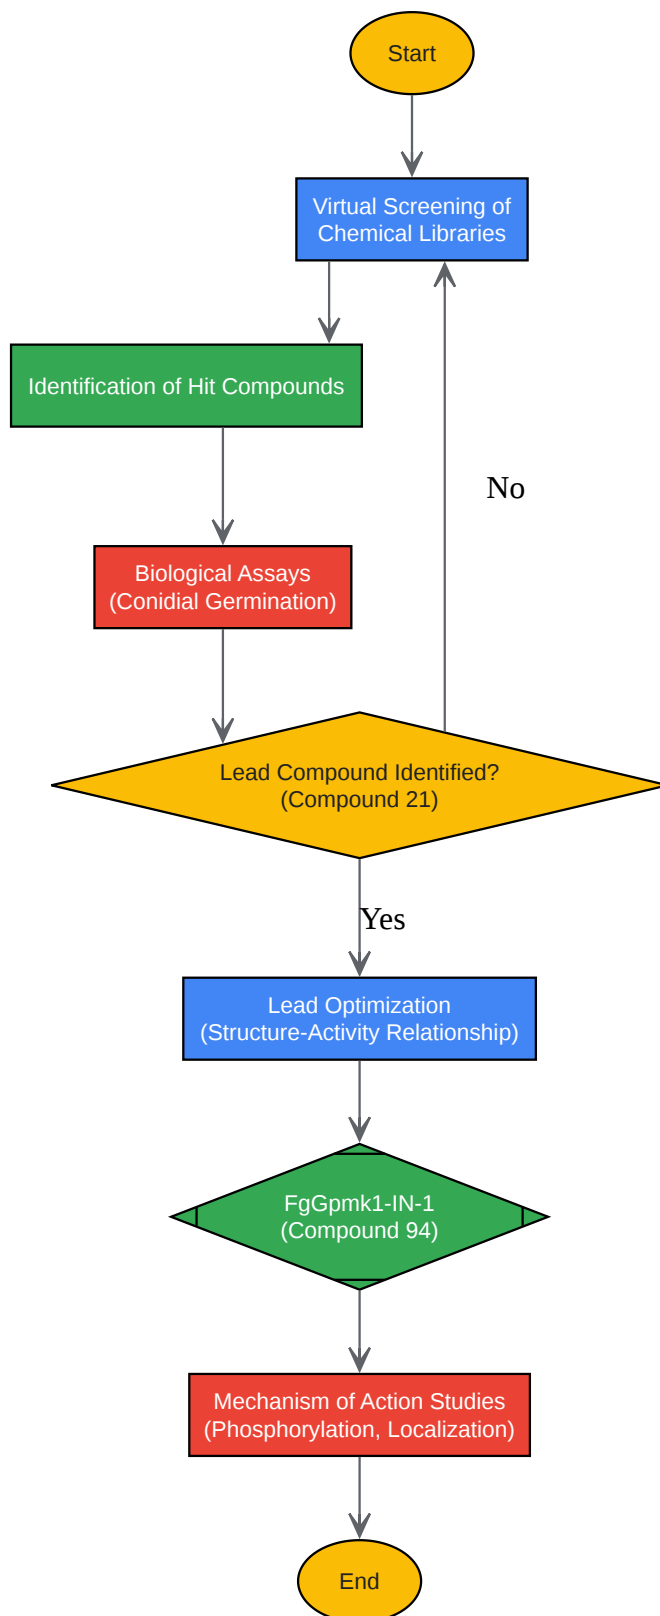 Start
Virtual Screening of
Chemical Libraries
Identification of Hit Compounds
No
Biological Assays
(Conidial Germination)
Lead Compound Identified?
(Compound 21)
Yes
Lead Optimization
(Structure-Activity Relationship)
FgGpmk1-IN-1
(Compound 94)
Mechanism of Action Studies
(Phosphorylation, Localization)
End